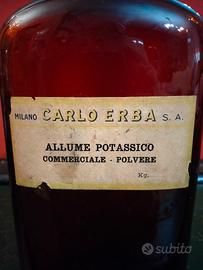 MILANO CARLO ERBA S. A.
ALLUME POTASSICO
COMMERCIALE - POLVERE
Kg.
subito